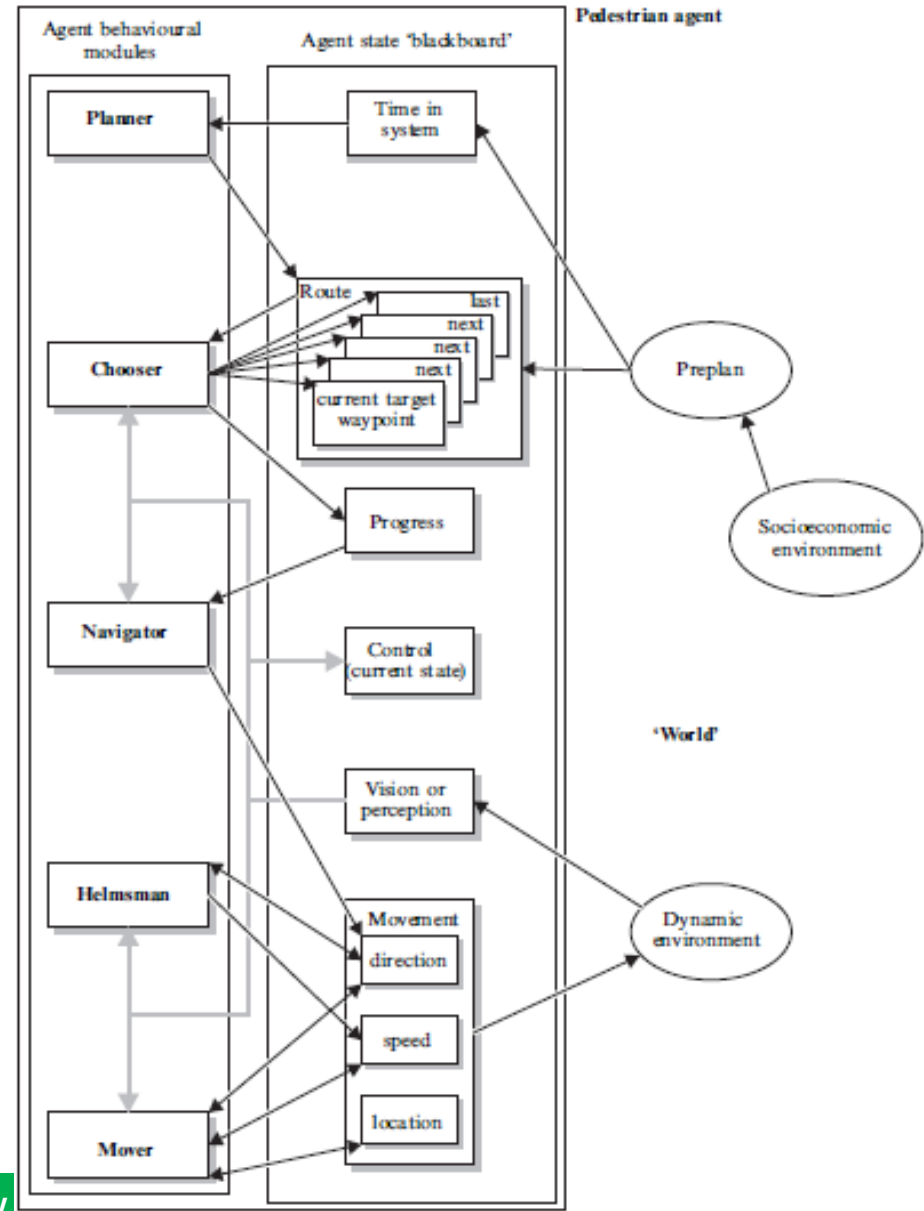 Pedestrian agent
Agent behavioural
modules
Agent state 'blackboard'
Planner
Time in
system
Route
last
next
next
next
current target
waypoint
Chooser
Preplan
Progress
Socioeconomic
environment
Navigator
Control
(current state)
'World'
Vision or
perception
Helmsman
Movement
direction
speed
location
Dynamic
environment
Mover